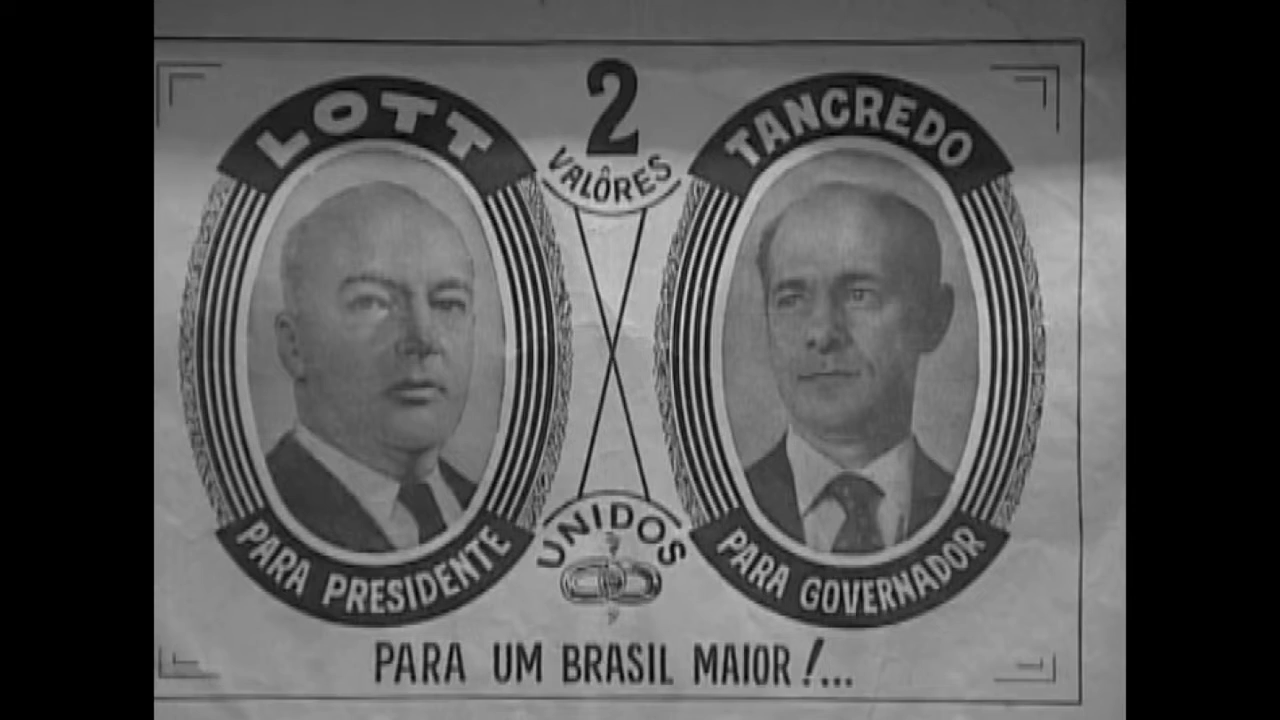 LOTT
PARA PRESIDENTE
2
VALÔRES
UNIDOS
TANCREDO
PARA GOVERNADOR
PARA UM BRASIL MAIOR!...